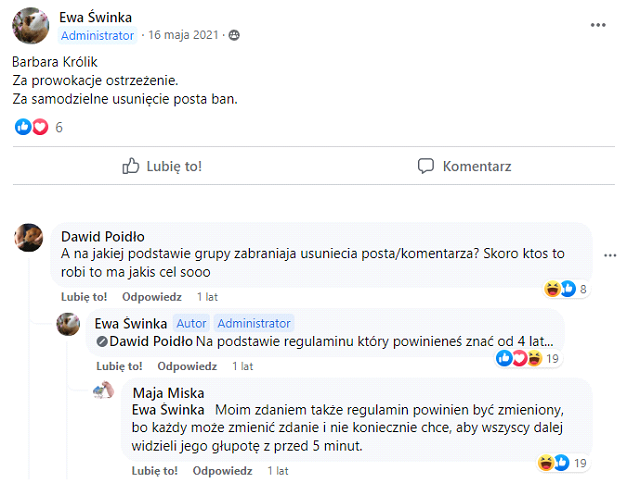 Ewa Świnka
Administrator · 16 maja 2021 ·
Barbara Królik
Za prowokacje ostrzeżenie.
Za samodzielne usunięcie posta ban.
6
Lubię to! Komentarz
Dawid Poidło
A na jakiej podstawie grupy zabraniaja usuniecia posta/komentarza? Skoro ktos to
robi to ma jakis cel sooo
Lubię to! Odpowiedz 1 lat 8
Ewa Świnka Autor Administrator
Dawid Poidło Na podstawie regulaminu który powinieneś znać od 4 lat...
Lubię to! Odpowiedz 1 lat 19
Maja Miska
Ewa Świnka Moim zdaniem także regulamin powinien być zmieniony,
bo każdy może zmienić zdanie i nie koniecznie chce, aby wszyscy dalej
widzieli jego głupotę z przed 5 minut.
Lubię to! Odpowiedz 1 lat 19